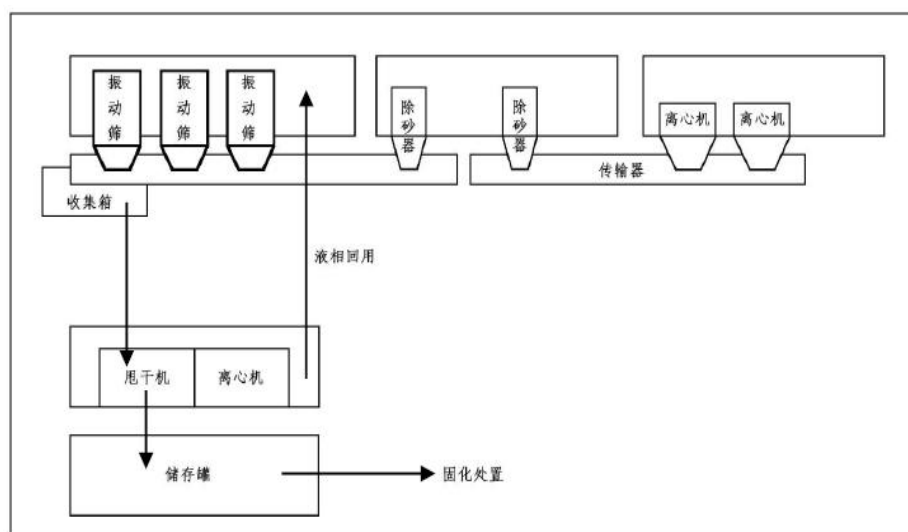 振动筛
振动筛
振动筛
除砂器
除砂器
离心机
离心机
传输器
收集箱
液相回用
甩干机
离心机
储存罐
固化处置